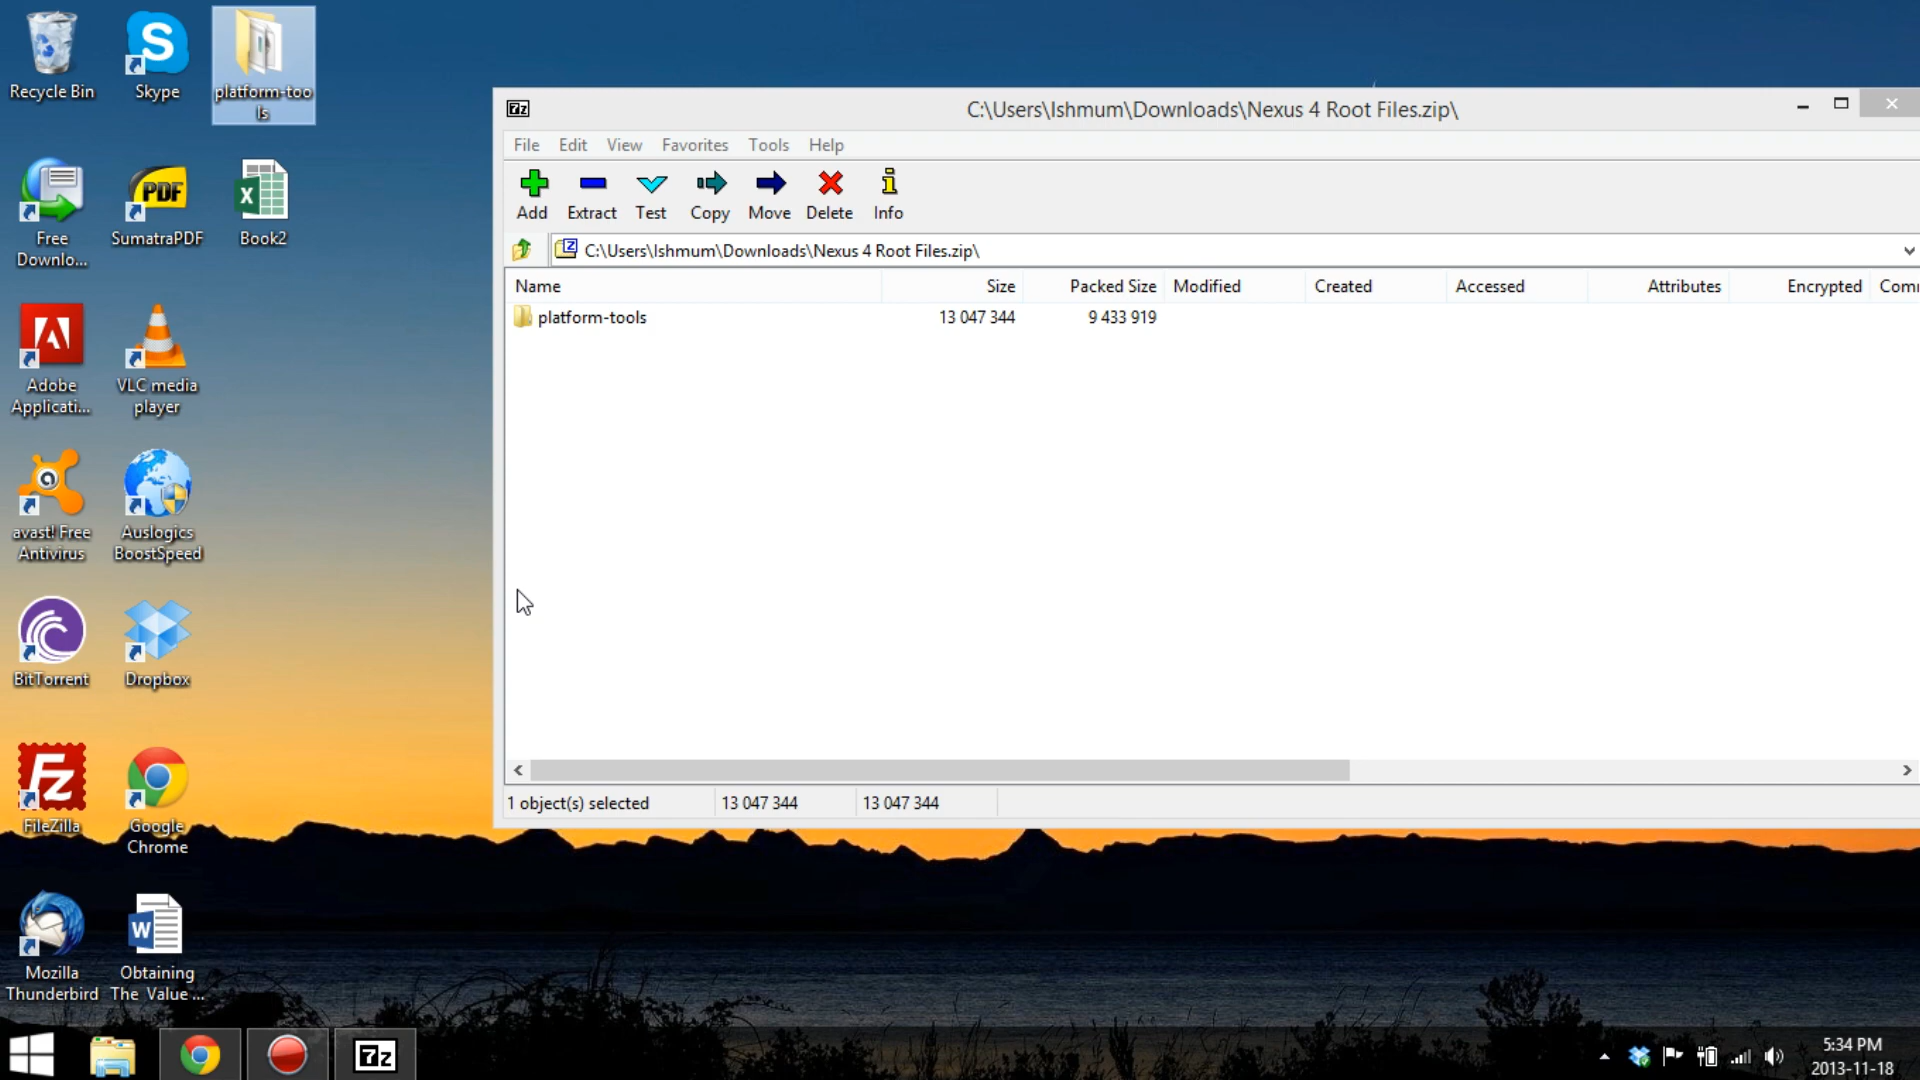 Recycle Bin
Skype
platform-too
ls
Free
Downlo...
SumatraPDF
PDF
Book2
Adobe
Applicati...
VLC media
player
avast! Free
Antivirus
Auslogics
BoostSpeed
BitTorrent
Dropbox
FileZilla
Google
Chrome
Mozilla
Thunderbird
Obtaining
The Value ...
7z
C:\Users\Ishmum\Downloads\Nexus 4 Root Files.zip\
File Edit View Favorites Tools Help
Add Extract Test Copy Move Delete Info
C:\Users\Ishmum\Downloads\Nexus 4 Root Files.zip\
Name Size Packed Size Modified Created Accessed Attributes Encrypted Com
platform-tools 13 047 344 9 433 919
1 object(s) selected 13 047 344 13 047 344
7z
5:34 PM
2013-11-18